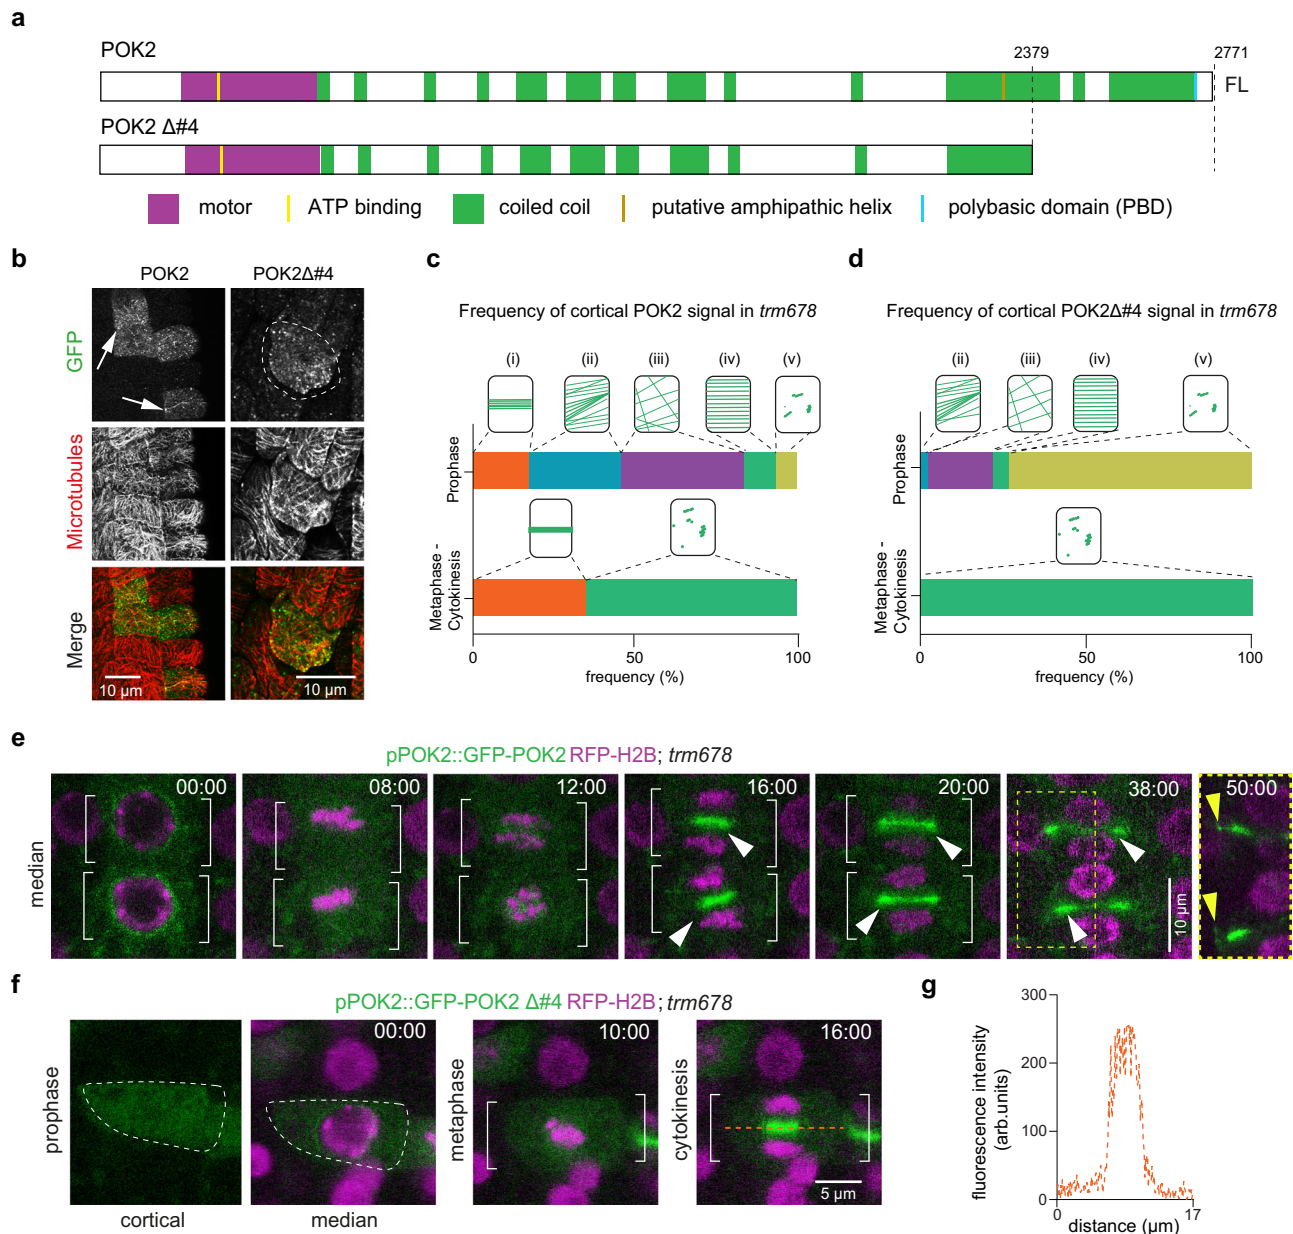 a
POK2
2379
2771
FL
POK2 Δ#4
motor
ATP binding
coiled coil
putative amphipathic helix
polybasic domain (PBD)
b
POK2
POK2Δ#4
GFP
Microtubules
Merge
10 µm
10 µm
c
Frequency of cortical POK2 signal in trm678
(i)
(ii)
(iii)
(iv)
(v)
Prophase
Metaphase -
Cytokinesis
0
50
100
frequency (%)
d
Frequency of cortical POK2Δ#4 signal in trm678
(ii)
(iii)
(iv)
(v)
Prophase
Metaphase -
Cytokinesis
0
50
100
frequency (%)
e
pPOK2::GFP-POK2 RFP-H2B; trm678
median
00:00
08:00
12:00
16:00
20:00
38:00
50:00
10 µm
f
pPOK2::GFP-POK2 Δ#4 RFP-H2B; trm678
prophase
00:00
metaphase
10:00
cytokinesis
16:00
5 µm
cortical
median
g
fluorescence intensity
(arb.units)
300
200
100
0
0
17
distance (µm)